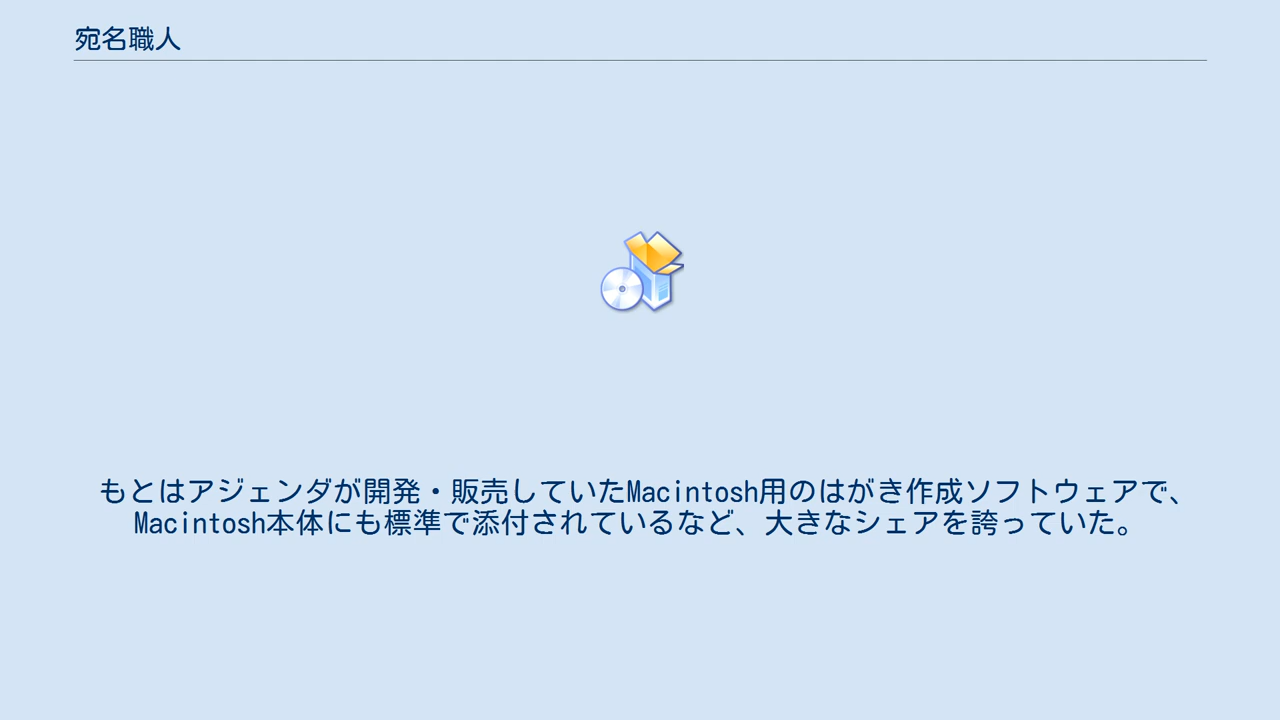 宛名職人
もとはアジェンダが開発・販売していたMacintosh用のはがき作成ソフトウェアで、
Macintosh本体にも標準で添付されているなど、大きなシェアを誇っていた。